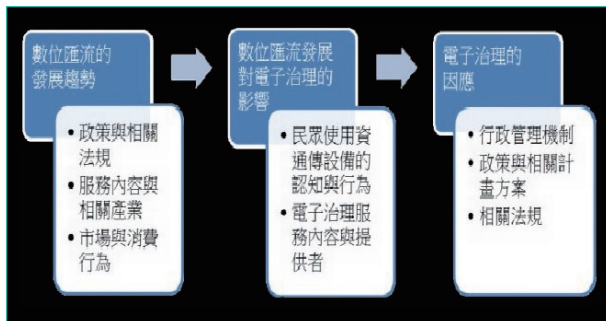 數位匯流的
發展趨勢
• 政策與相關
法規
• 服務內容與
相關產業
• 市場與消費
行為
數位匯流發展
對電子治理的
影響
• 民眾使用資
通傳設備的
認知與行為
• 電子治理服
務內容與提
供者
電子治理的
因應
• 行政管理機制
• 政策與相關計
畫方案
• 相關法規